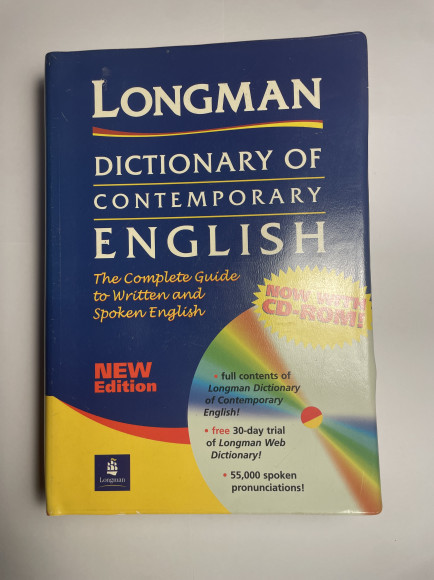 LONGMAN
DICTIONARY OF
CONTEMPORARY
ENGLISH
The Complete Guide
to Written and
Spoken English
NOW WITH
CD-ROM!
NEW
Edition
• full contents of
Longman Dictionary
of Contemporary
English!
• free 30-day trial
of Longman Web
Dictionary!
• 55,000 spoken
pronunciations!
Longman